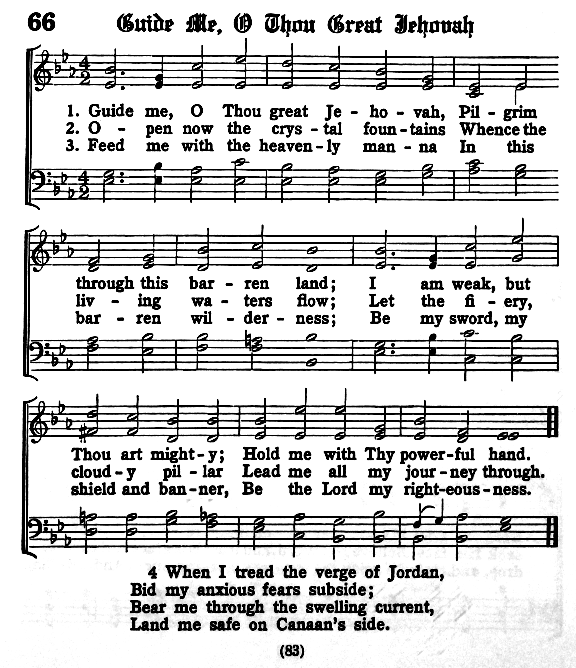 66 Guide Me, O Thou Great Jehovah
1. Guide me, O Thou great Je - ho - vah, Pil - grim
2. O - pen now the crys - tal foun - tains Whence the
3. Feed me with the heaven - ly man - na In this
through this bar - ren land; I am weak, but
liv - ing wa - ters flow; Let the fi - ery,
bar - ren wil - der - ness; Be my sword, my
Thou art might - y; Hold me with Thy power - ful hand.
cloud - y pil - lar Lead me all my jour - ney through.
shield and ban - ner, Be the Lord my right - eous - ness.
4 When I tread the verge of Jordan,
Bid my anxious fears subside;
Bear me through the swelling current,
Land me safe on Canaan's side.
(83)